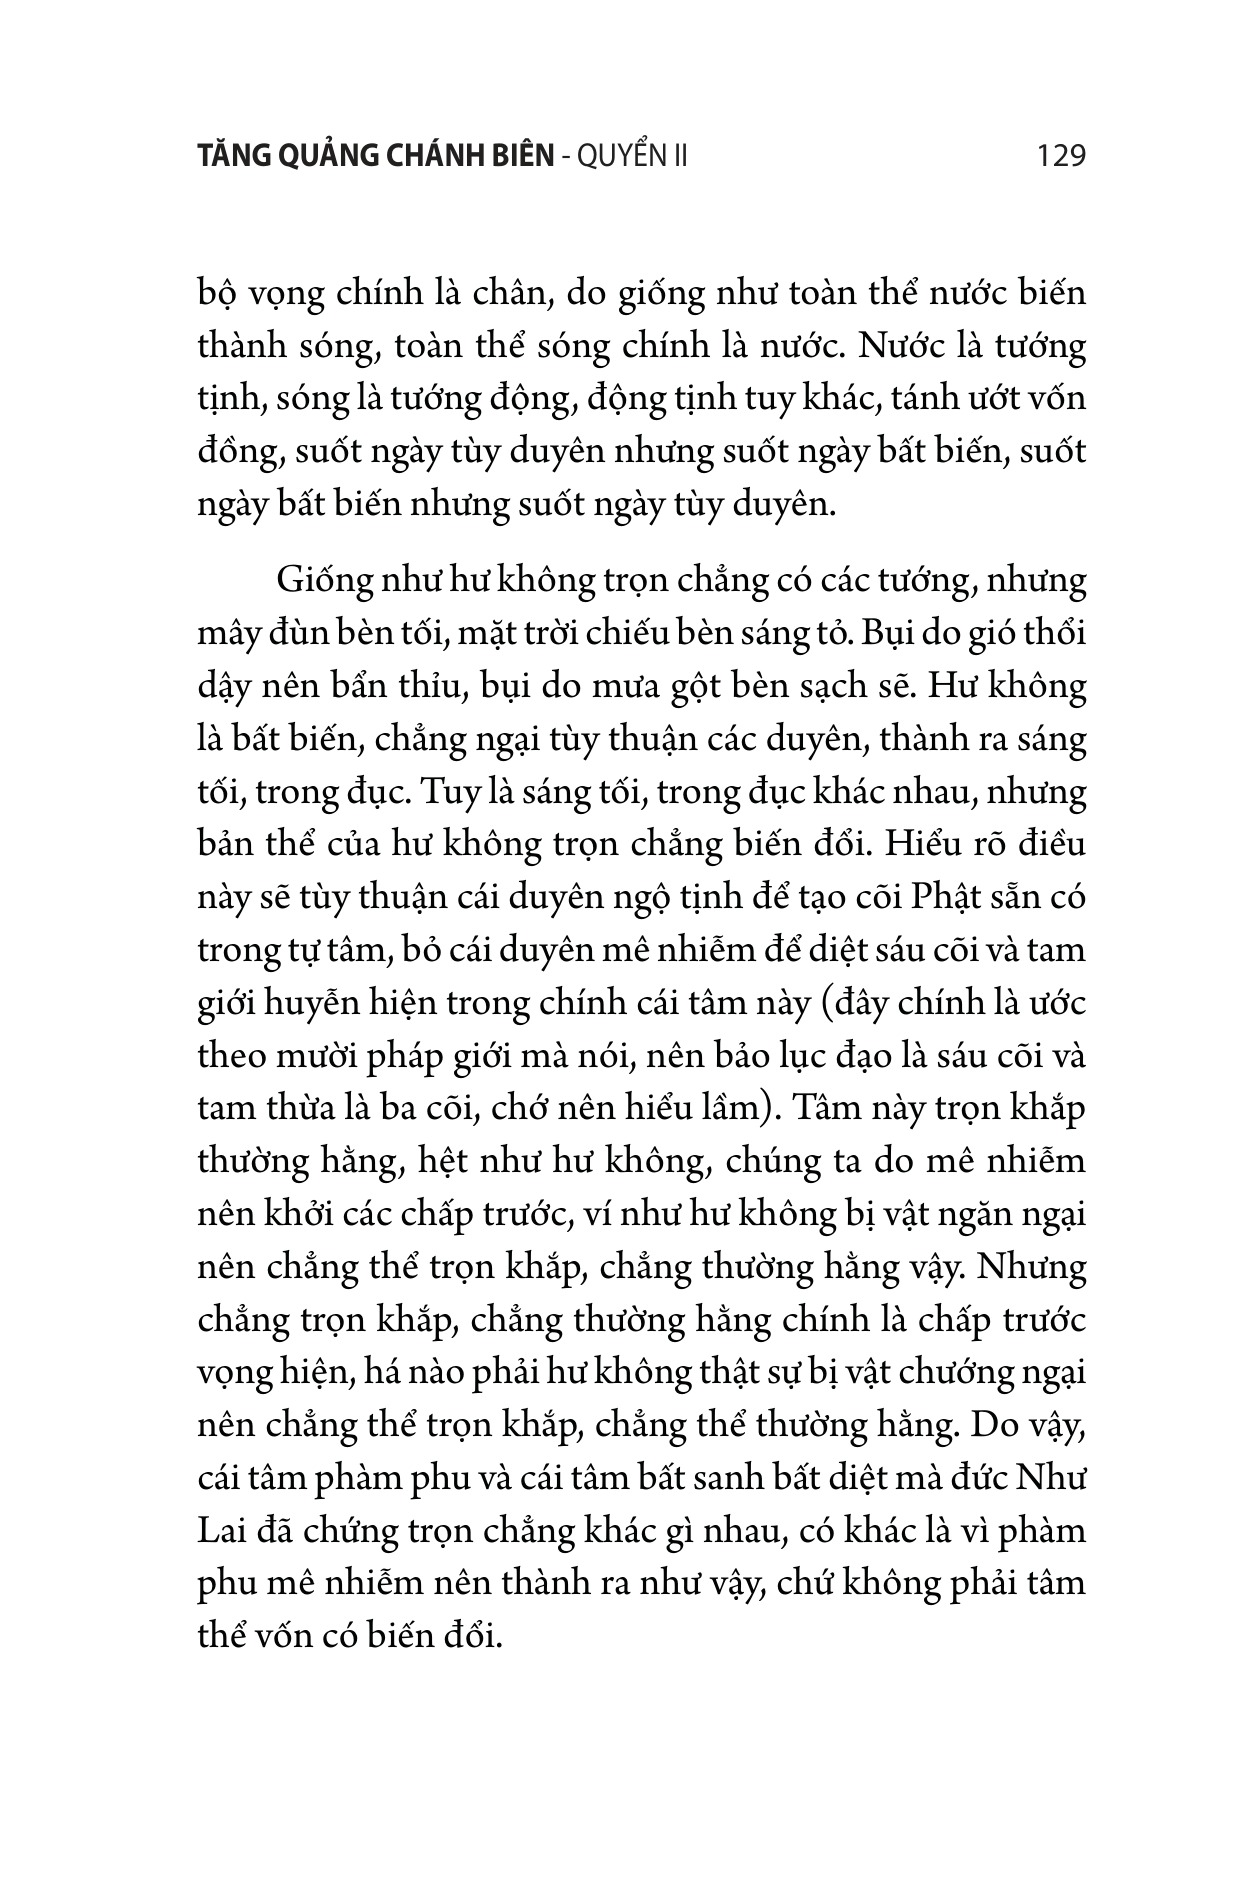 TĂNG QUẢNG CHÁNH BIÊN - QUYỂN II 129
bộ vọng chính là chân, do giống như toàn thể nước biến
thành sóng, toàn thể sóng chính là nước. Nước là tướng
tịnh, sóng là tướng động, động tịnh tuy khác, tánh ướt vốn
đồng, suốt ngày tùy duyên nhưng suốt ngày bất biến, suốt
ngày bất biến nhưng suốt ngày tùy duyên.
Giống như hư không trọn chẳng có các tướng, nhưng
mây đùn bèn tối, mặt trời chiếu bèn sáng tỏ. Bụi do gió thổi
dậy nên bẩn thỉu, bụi do mưa gột bèn sạch sẽ. Hư không
là bất biến, chẳng ngại tùy thuận các duyên, thành ra sáng
tối, trong đục. Tuy là sáng tối, trong đục khác nhau, nhưng
bản thể của hư không trọn chẳng biến đổi. Hiểu rõ điều
này sẽ tùy thuận cái duyên ngộ tịnh để tạo cõi Phật sẵn có
trong tự tâm, bỏ cái duyên mê nhiễm để diệt sáu cõi và tam
giới huyễn hiện trong chính cái tâm này (đây chính là ước
theo mười pháp giới mà nói, nên bảo lục đạo là sáu cõi và
tam thừa là ba cõi, chớ nên hiểu lầm). Tâm này trọn khắp
thường hằng, hệt như hư không, chúng ta do mê nhiễm
nên khởi các chấp trước, ví như hư không bị vật ngăn ngại
nên chẳng thể trọn khắp, chẳng thường hằng vậy. Nhưng
chẳng trọn khắp, chẳng thường hằng chính là chấp trước
vọng hiện, há nào phải hư không thật sự bị vật chướng ngại
nên chẳng thể trọn khắp, chẳng thể thường hằng. Do vậy,
cái tâm phàm phu và cái tâm bất sanh bất diệt mà đức Như
Lai đã chứng trọn chẳng khác gì nhau, có khác là vì phàm
phu mê nhiễm nên thành ra như vậy, chứ không phải tâm
thể vốn có biến đổi.